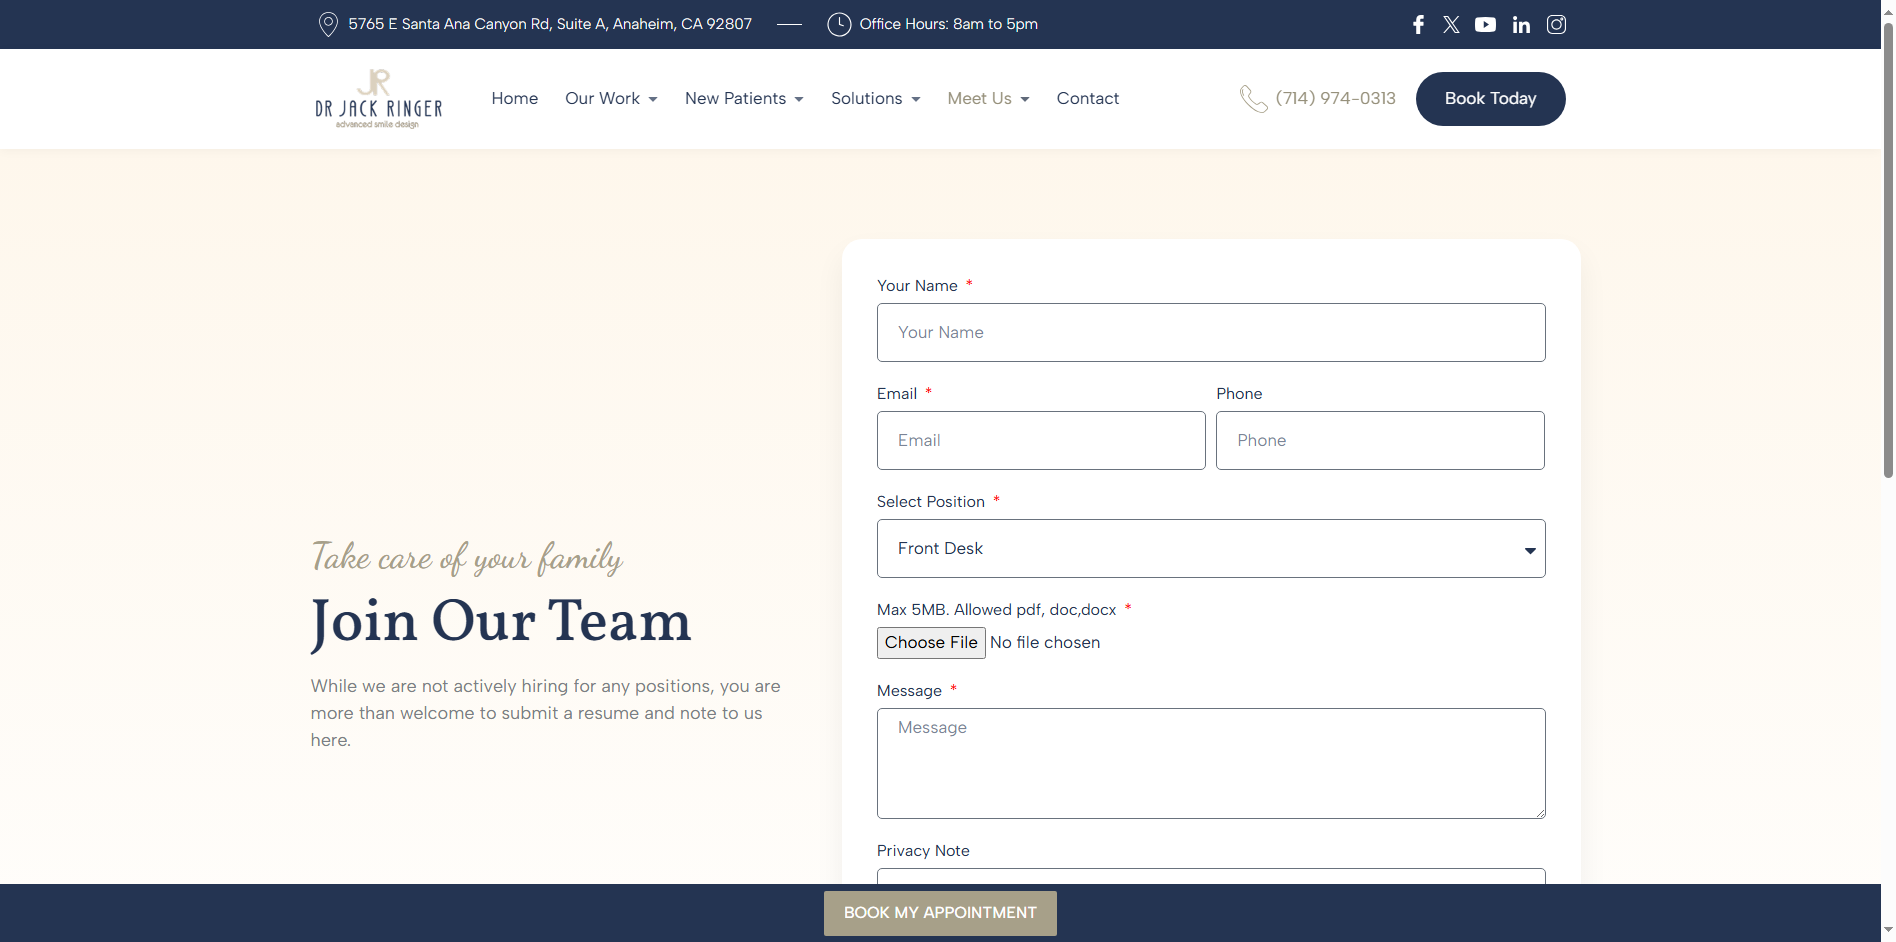 5765 E Santa Ana Canyon Rd, Suite A, Anaheim, CA 92807
Office Hours: 8am to 5pm
JR
DR JACK RINGER
advanced smile design
Home
Our Work
New Patients
Solutions
Meet Us
Contact
(714) 974-0313
Book Today
Take care of your family
Join Our Team
While we are not actively hiring for any positions, you are
more than welcome to submit a resume and note to us
here.
Your Name *
Your Name
Email *
Phone
Email
Phone
Select Position *
Front Desk
Max 5MB. Allowed pdf, doc,docx *
Choose File No file chosen
Message *
Message
Privacy Note
BOOK MY APPOINTMENT